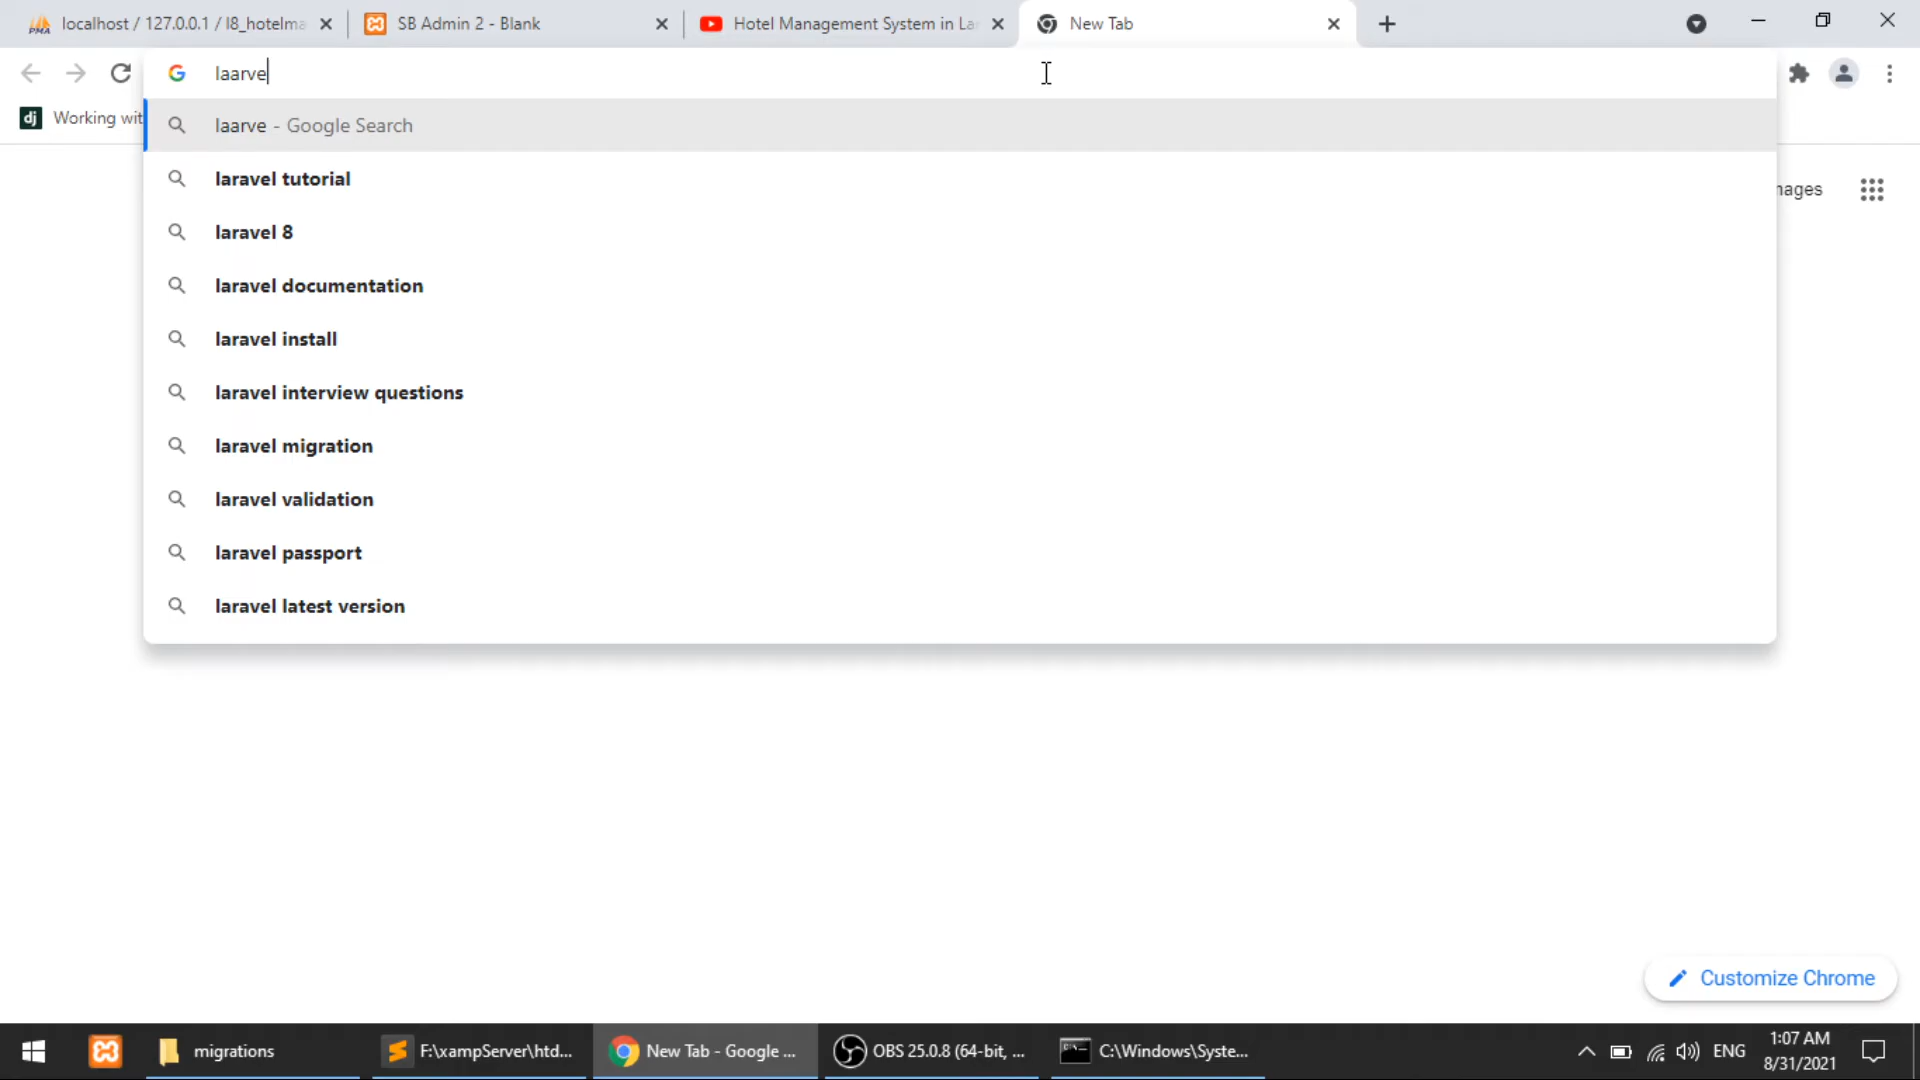 localhost / 127.0.0.1 / l8_hotelma
SB Admin 2 - Blank
Hotel Management System in Lar
New Tab
laarve
Working wit
laarve - Google Search
laravel tutorial
laravel 8
laravel documentation
laravel install
laravel interview questions
laravel migration
laravel validation
laravel passport
laravel latest version
mages
Customize Chrome
migrations
F:\xampServer\htd...
New Tab - Google ...
OBS 25.0.8 (64-bit, ...
C:\Windows\Syste...
ENG
1:07 AM
8/31/2021